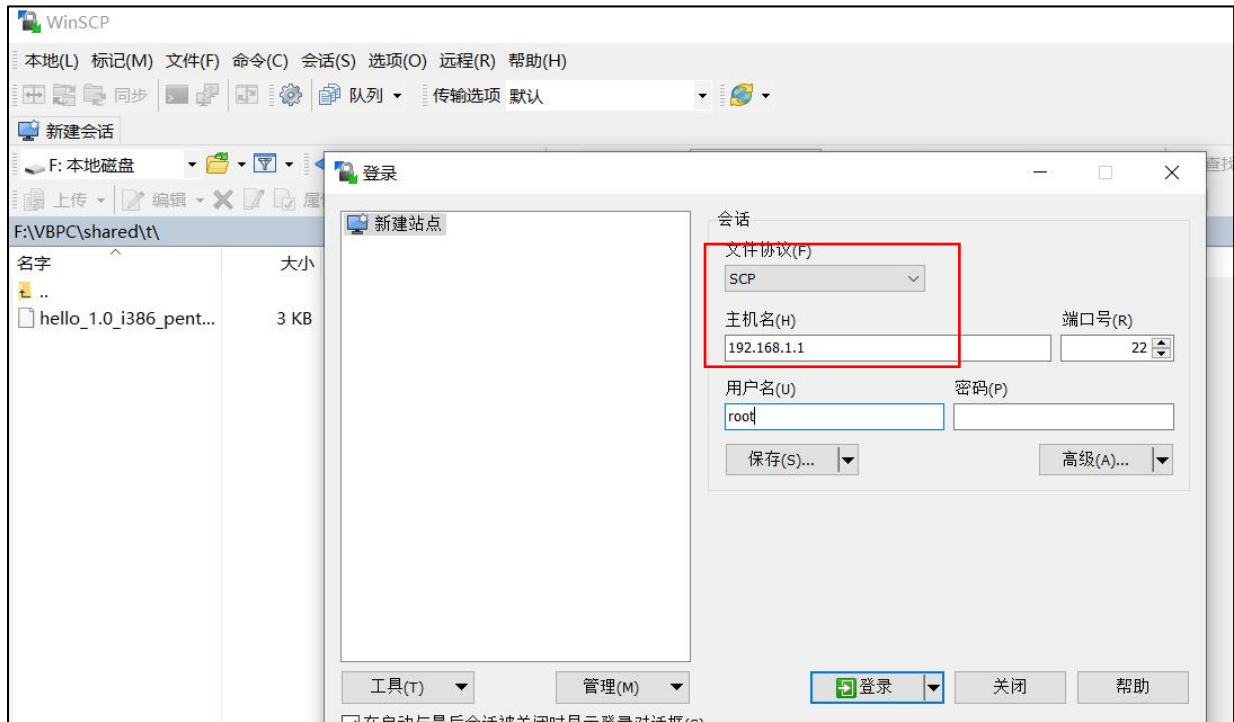 WinSCP
本地(L) 标记(M) 文件(F) 命令(C) 会话(S) 选项(O) 远程(R) 帮助(H)
同步 队列 传输选项 默认
新建会话
F: 本地磁盘
登录
查找
上传 编辑
新建站点
会话
F:\VBPC\shared\t\
文件协议(F)
名字 大小
SCP
..
hello_1.0_i386_pent... 3 KB
主机名(H) 端口号(R)
192.168.1.1 22
用户名(U) 密码(P)
root
保存(S)... 高级(A)...
工具(T) 管理(M) 登录 关闭 帮助